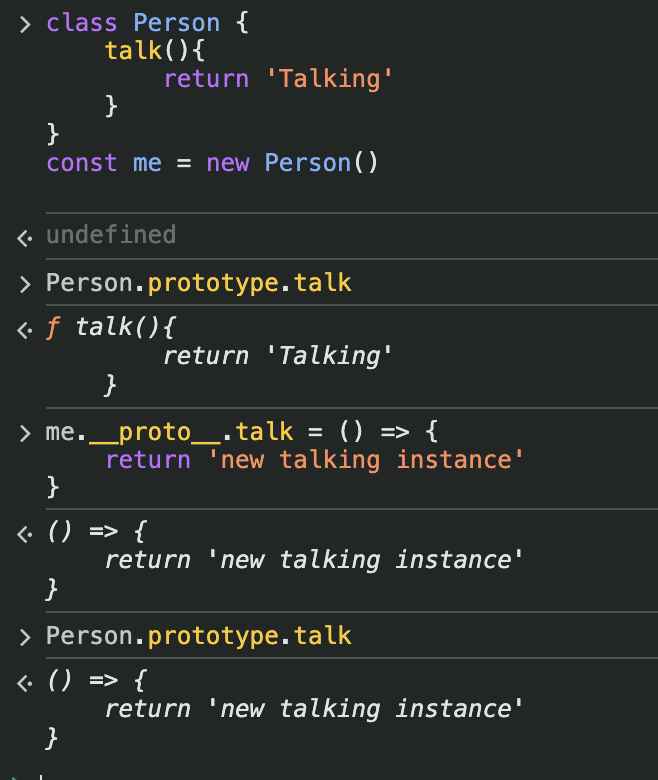 class Person {
    talk(){
        return 'Talking'
    }
}
const me = new Person()
undefined
Person.prototype.talk
ƒ talk(){
        return 'Talking'
    }
me.__proto__.talk = () => {
    return 'new talking instance'
}
() => {
    return 'new talking instance'
}
Person.prototype.talk
() => {
    return 'new talking instance'
}